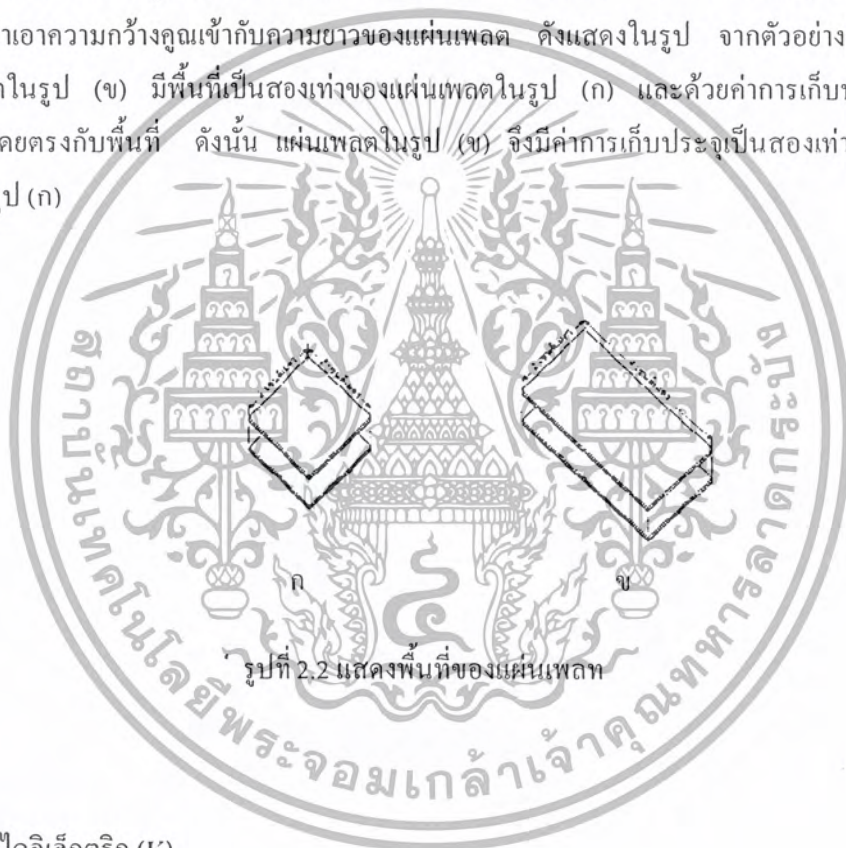 าเอาความกว้างคูณเข้ากับความยาวของแผ่นเพลต ดังแสดงในรูป จากตัวอย่าง
ในรูป (ข) มีพื้นที่เป็นสองเท่าของแผ่นเพลตในรูป (ก) และด้วยค่าการเก็บ
โดยตรงกับพื้นที่ ดังนั้น แผ่นเพลตในรูป (ข) จึงมีค่าการเก็บประจุเป็นสองเท่า
รูป (ก)
ก
ข
รูปที่ 2.2 แสดงพื้นที่ของแผ่นเพลท
สถาบันเทคโนโลยีพระจอมเกล้าเจ้าคุณทหารลาดกระบัง
ไดอิเล็กตริก (K)